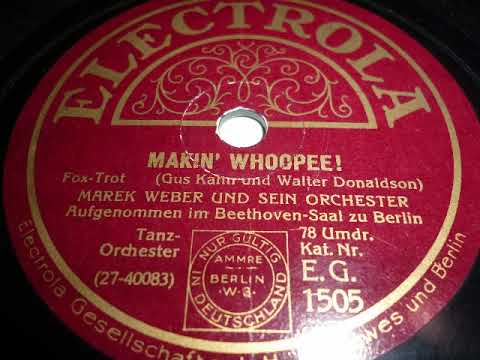 ELECTROLA
MAKIN' WHOOPEE!
Fox-Trot (Gus Kahn und Walter Donaldson)
MAREK WEBER UND SEIN ORCHESTER
Aufgenommen im Beethoven-Saal zu Berlin
Tanz-
Orchester
(27-40083)
NUR GÜLTIG
IN DEUTSCHLAND
AMMRE
BERLIN
W·9·
78 Umdr.
Kat. Nr.
E.G.
1505
Electrola Gesellschaft
wes und Berlin